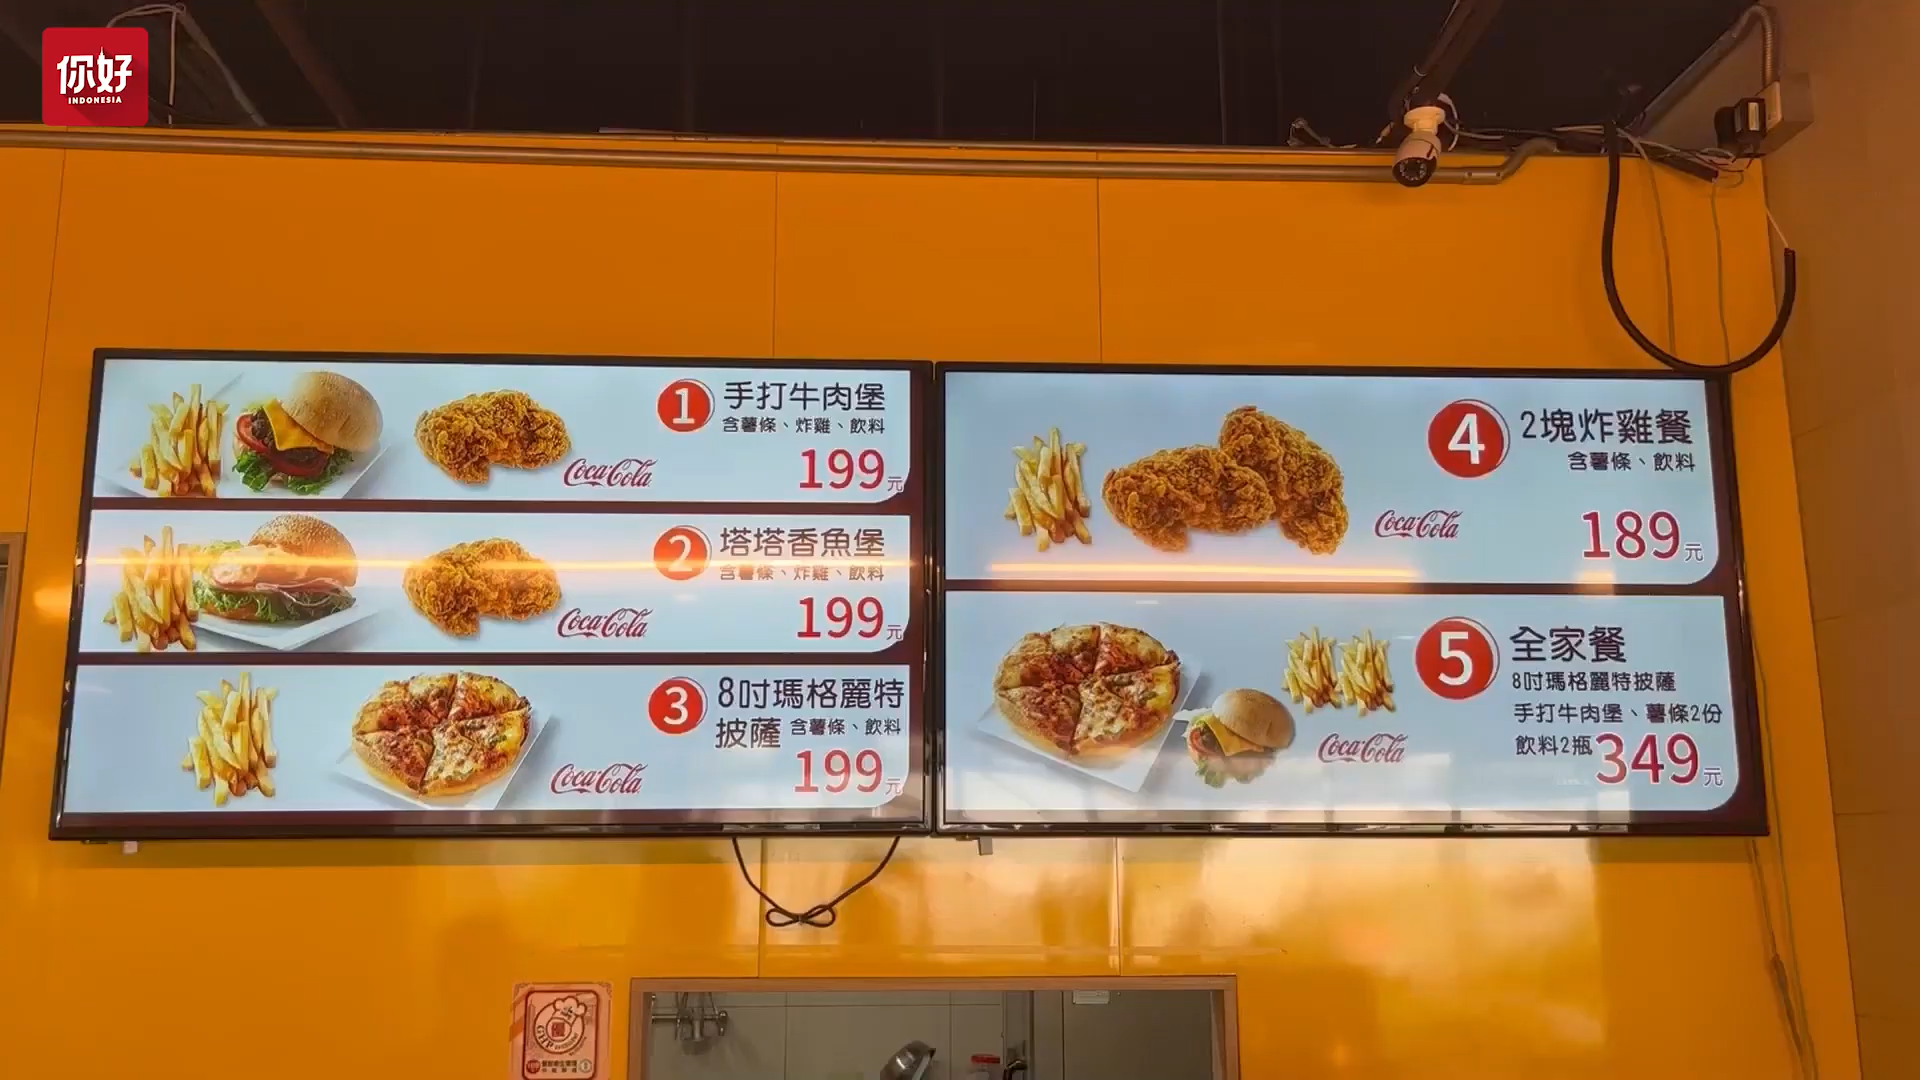 你好
INDONESIA
1
手打牛肉堡
含薯條、炸雞、飲料
Coca-Cola
199元
2
塔塔香魚堡
含薯條、炸雞、飲料
Coca-Cola
199元
3
8吋瑪格麗特
披薩 含薯條、飲料
Coca-Cola
199元
4
2塊炸雞餐
含薯條、飲料
Coca-Cola
189元
5
全家餐
8吋瑪格麗特披薩
手打牛肉堡、薯條2份
飲料2瓶
Coca-Cola
349元
GHP